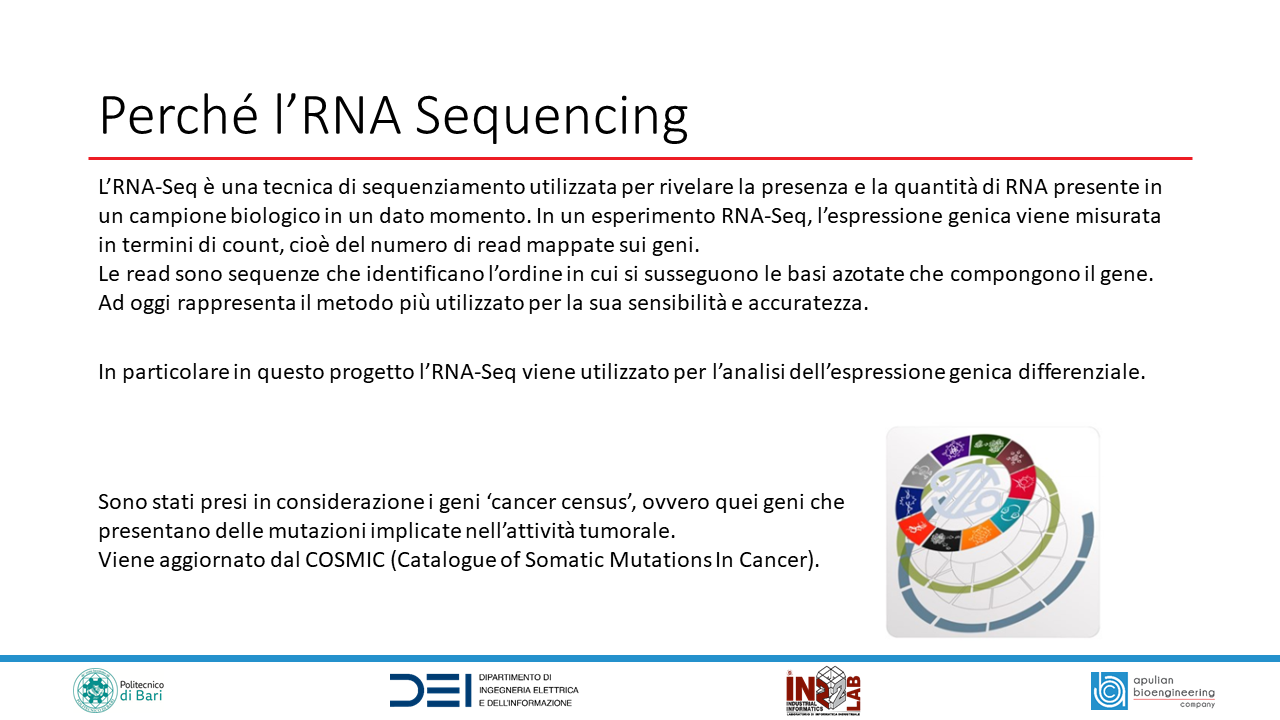 Perché l’RNA Sequencing
L’RNA-Seq è una tecnica di sequenziamento utilizzata per rivelare la presenza e la quantità di RNA presente in
un campione biologico in un dato momento. In un esperimento RNA-Seq, l’espressione genica viene misurata
in termini di count, cioè del numero di read mappate sui geni.
Le read sono sequenze che identificano l’ordine in cui si susseguono le basi azotate che compongono il gene.
Ad oggi rappresenta il metodo più utilizzato per la sua sensibilità e accuratezza.
In particolare in questo progetto l’RNA-Seq viene utilizzato per l’analisi dell’espressione genica differenziale.
Sono stati presi in considerazione i geni ‘cancer census’, ovvero quei geni che
presentano delle mutazioni implicate nell’attività tumorale.
Viene aggiornato dal COSMIC (Catalogue of Somatic Mutations In Cancer).
Politecnico
di Bari
DEI
DIPARTIMENTO DI
INGEGNERIA ELETTRICA
E DELL'INFORMAZIONE
INDUSTRIAL
INFORMATICS
LAB
LABORATORIO DI INFORMATICA INDUSTRIALE
apulian
bioengineering
company